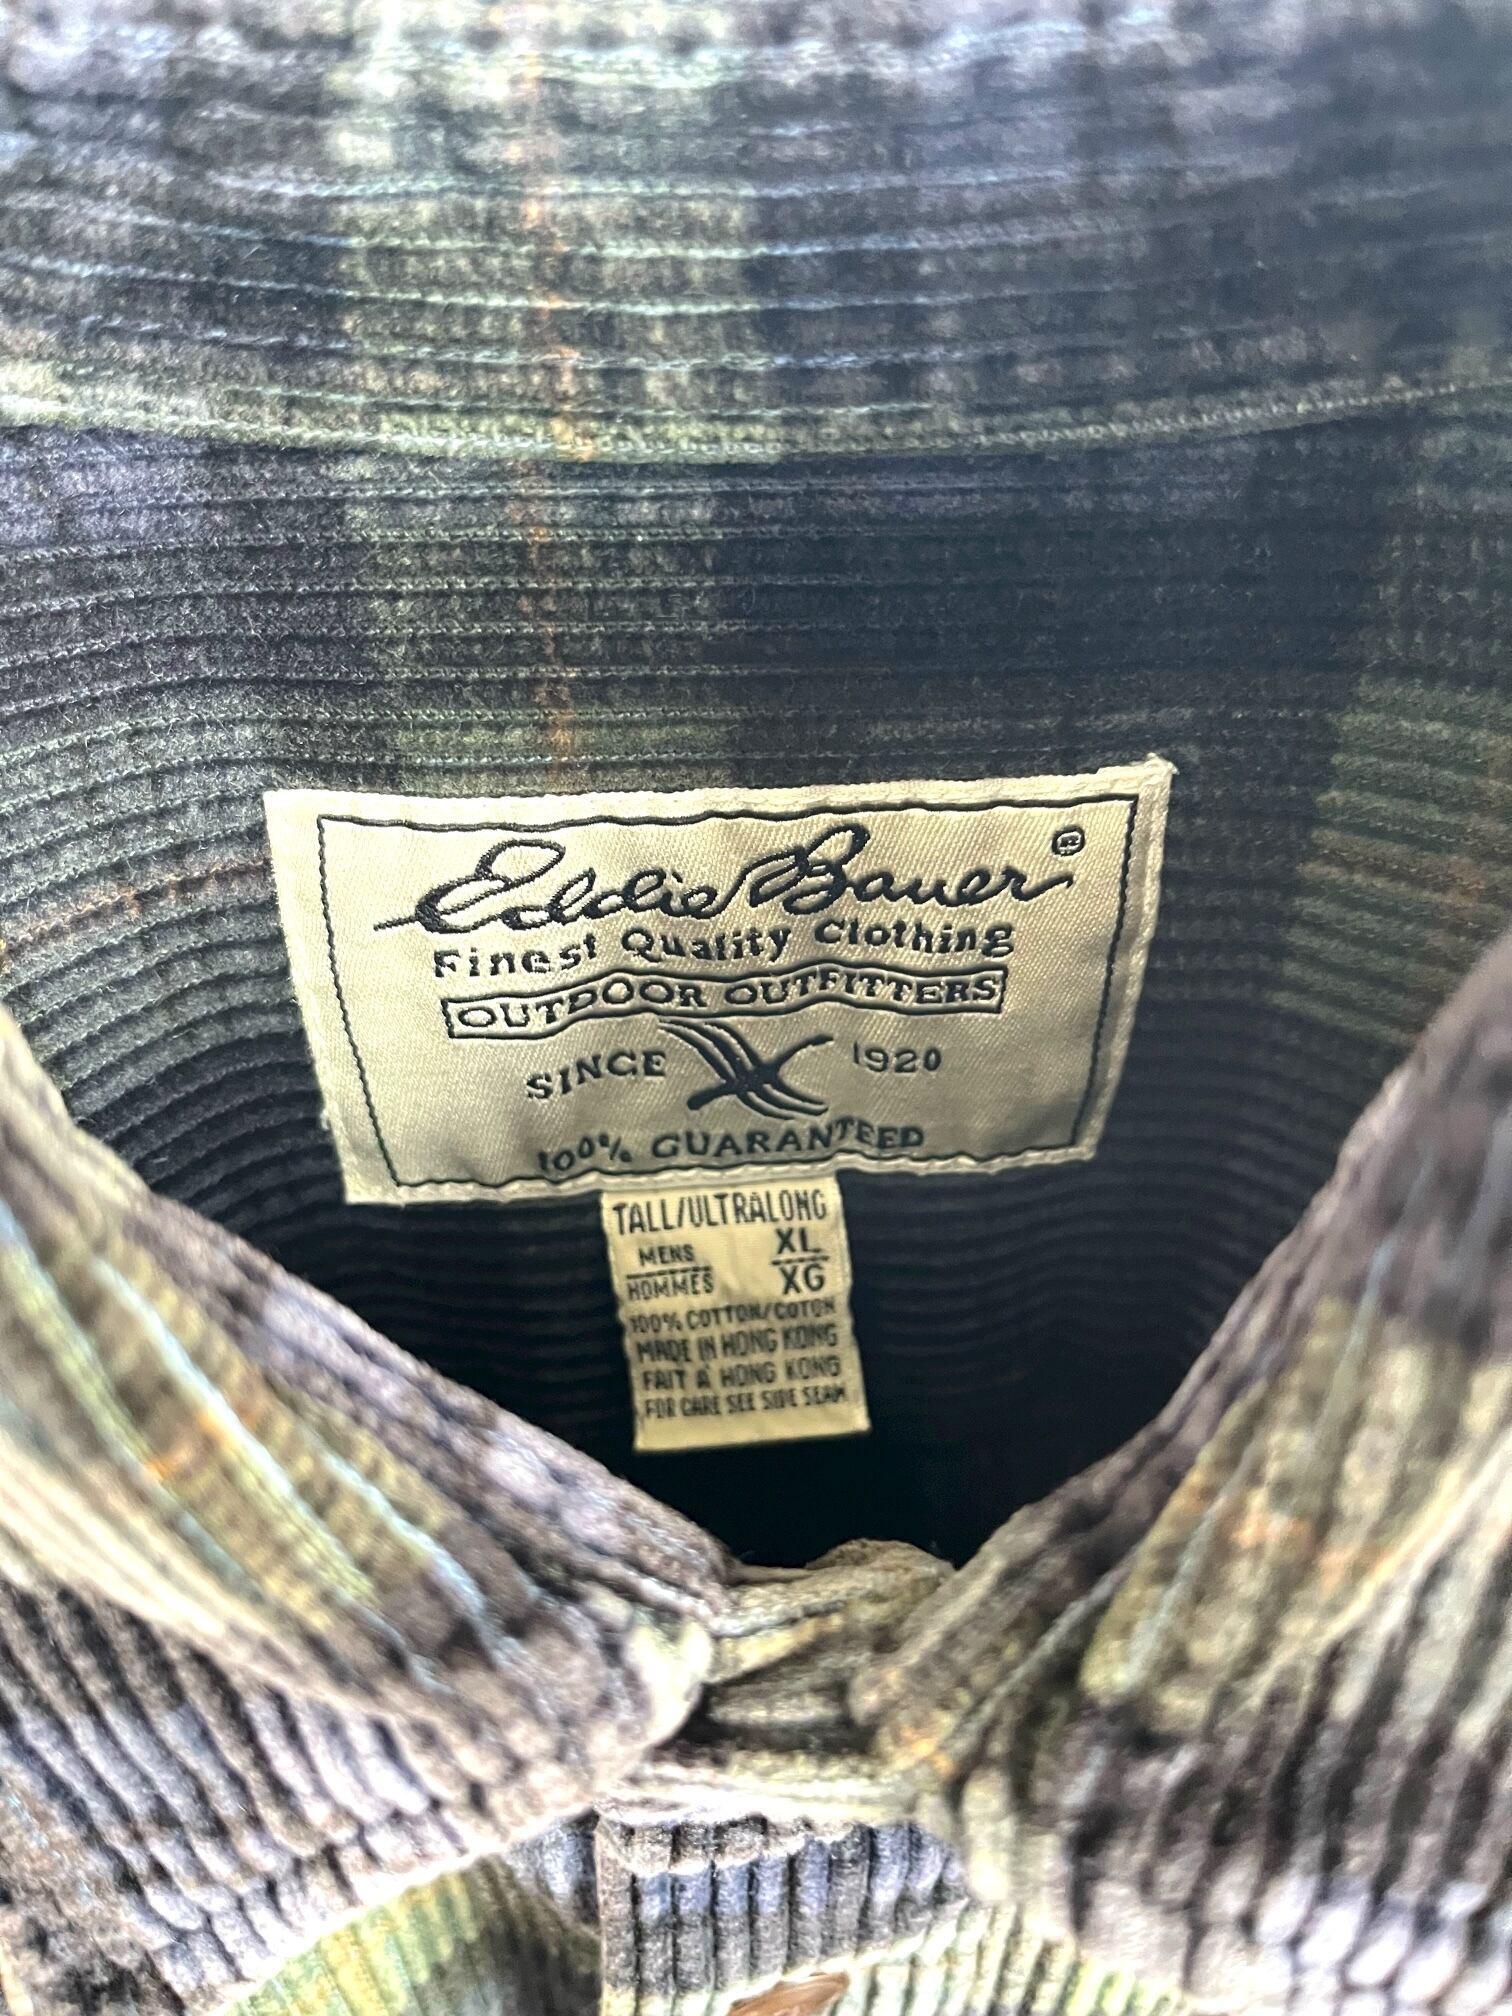 Eddie Bauer ®
Finest Quality Clothing
OUTDOOR OUTFITTERS
SINCE 1920
100% GUARANTEED
TALL/ULTRALONG
MENS XL
HOMMES XG
100% COTTON/COTON
MADE IN HONG KONG
FAIT A HONG KONG
FOR CARE SEE SIDE SEAM